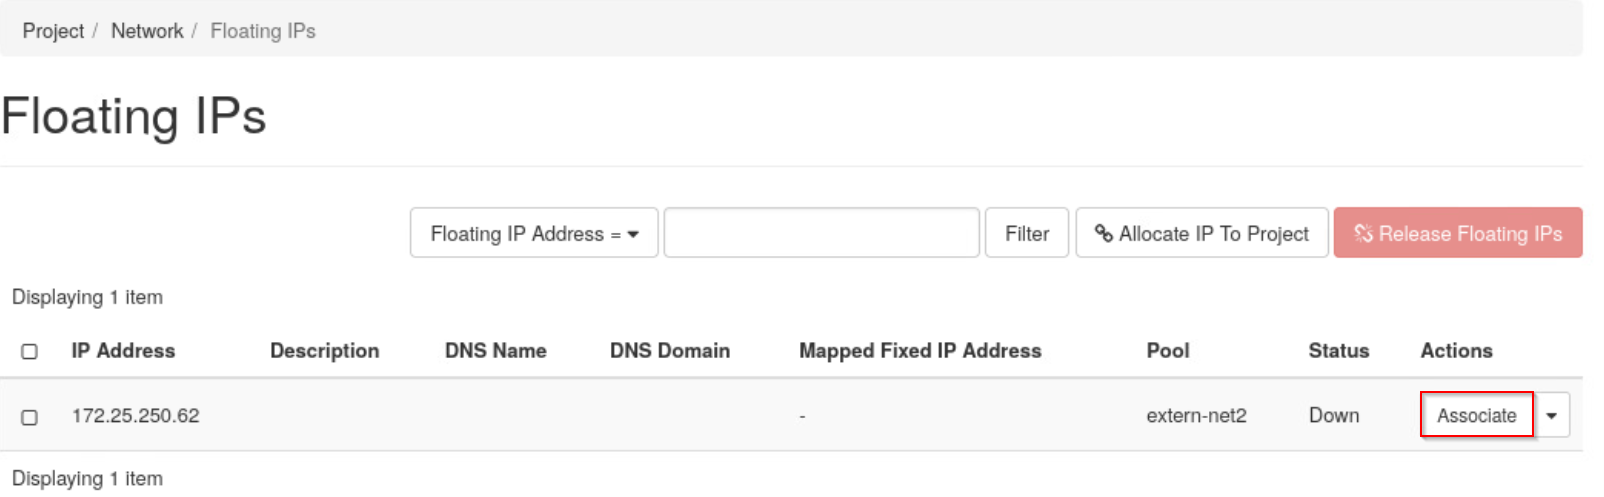 Project / Network / Floating IPs
Floating IPs
Floating IP Address = Filter Allocate IP To Project Release Floating IPs
Displaying 1 item
IP Address Description DNS Name DNS Domain Mapped Fixed IP Address Pool Status Actions
172.25.250.62 - extern-net2 Down Associate
Displaying 1 item